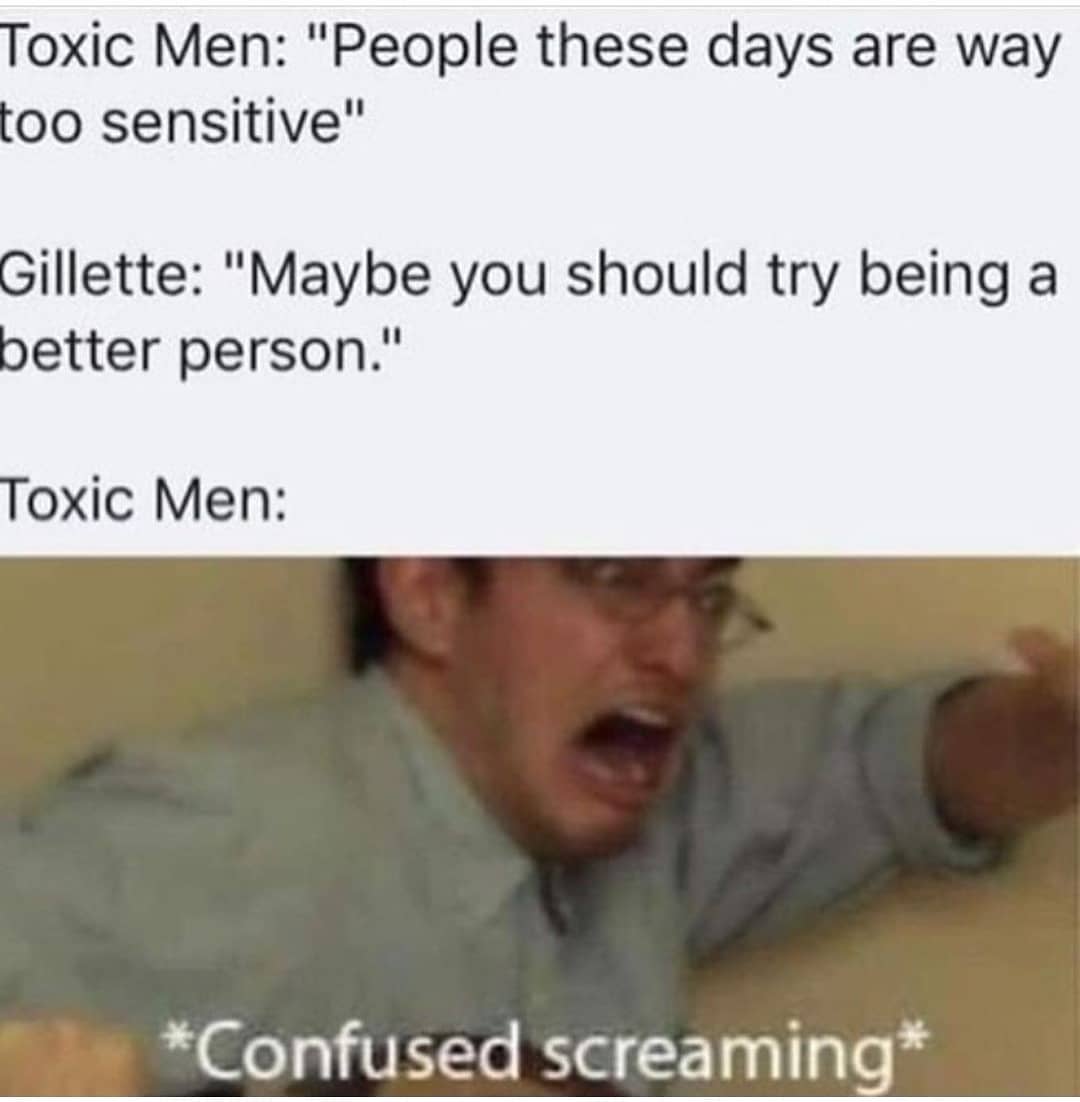 Toxic Men: "People these days are way
too sensitive"
Gillette: "Maybe you should try being a
better person."
Toxic Men:
*Confused screaming*